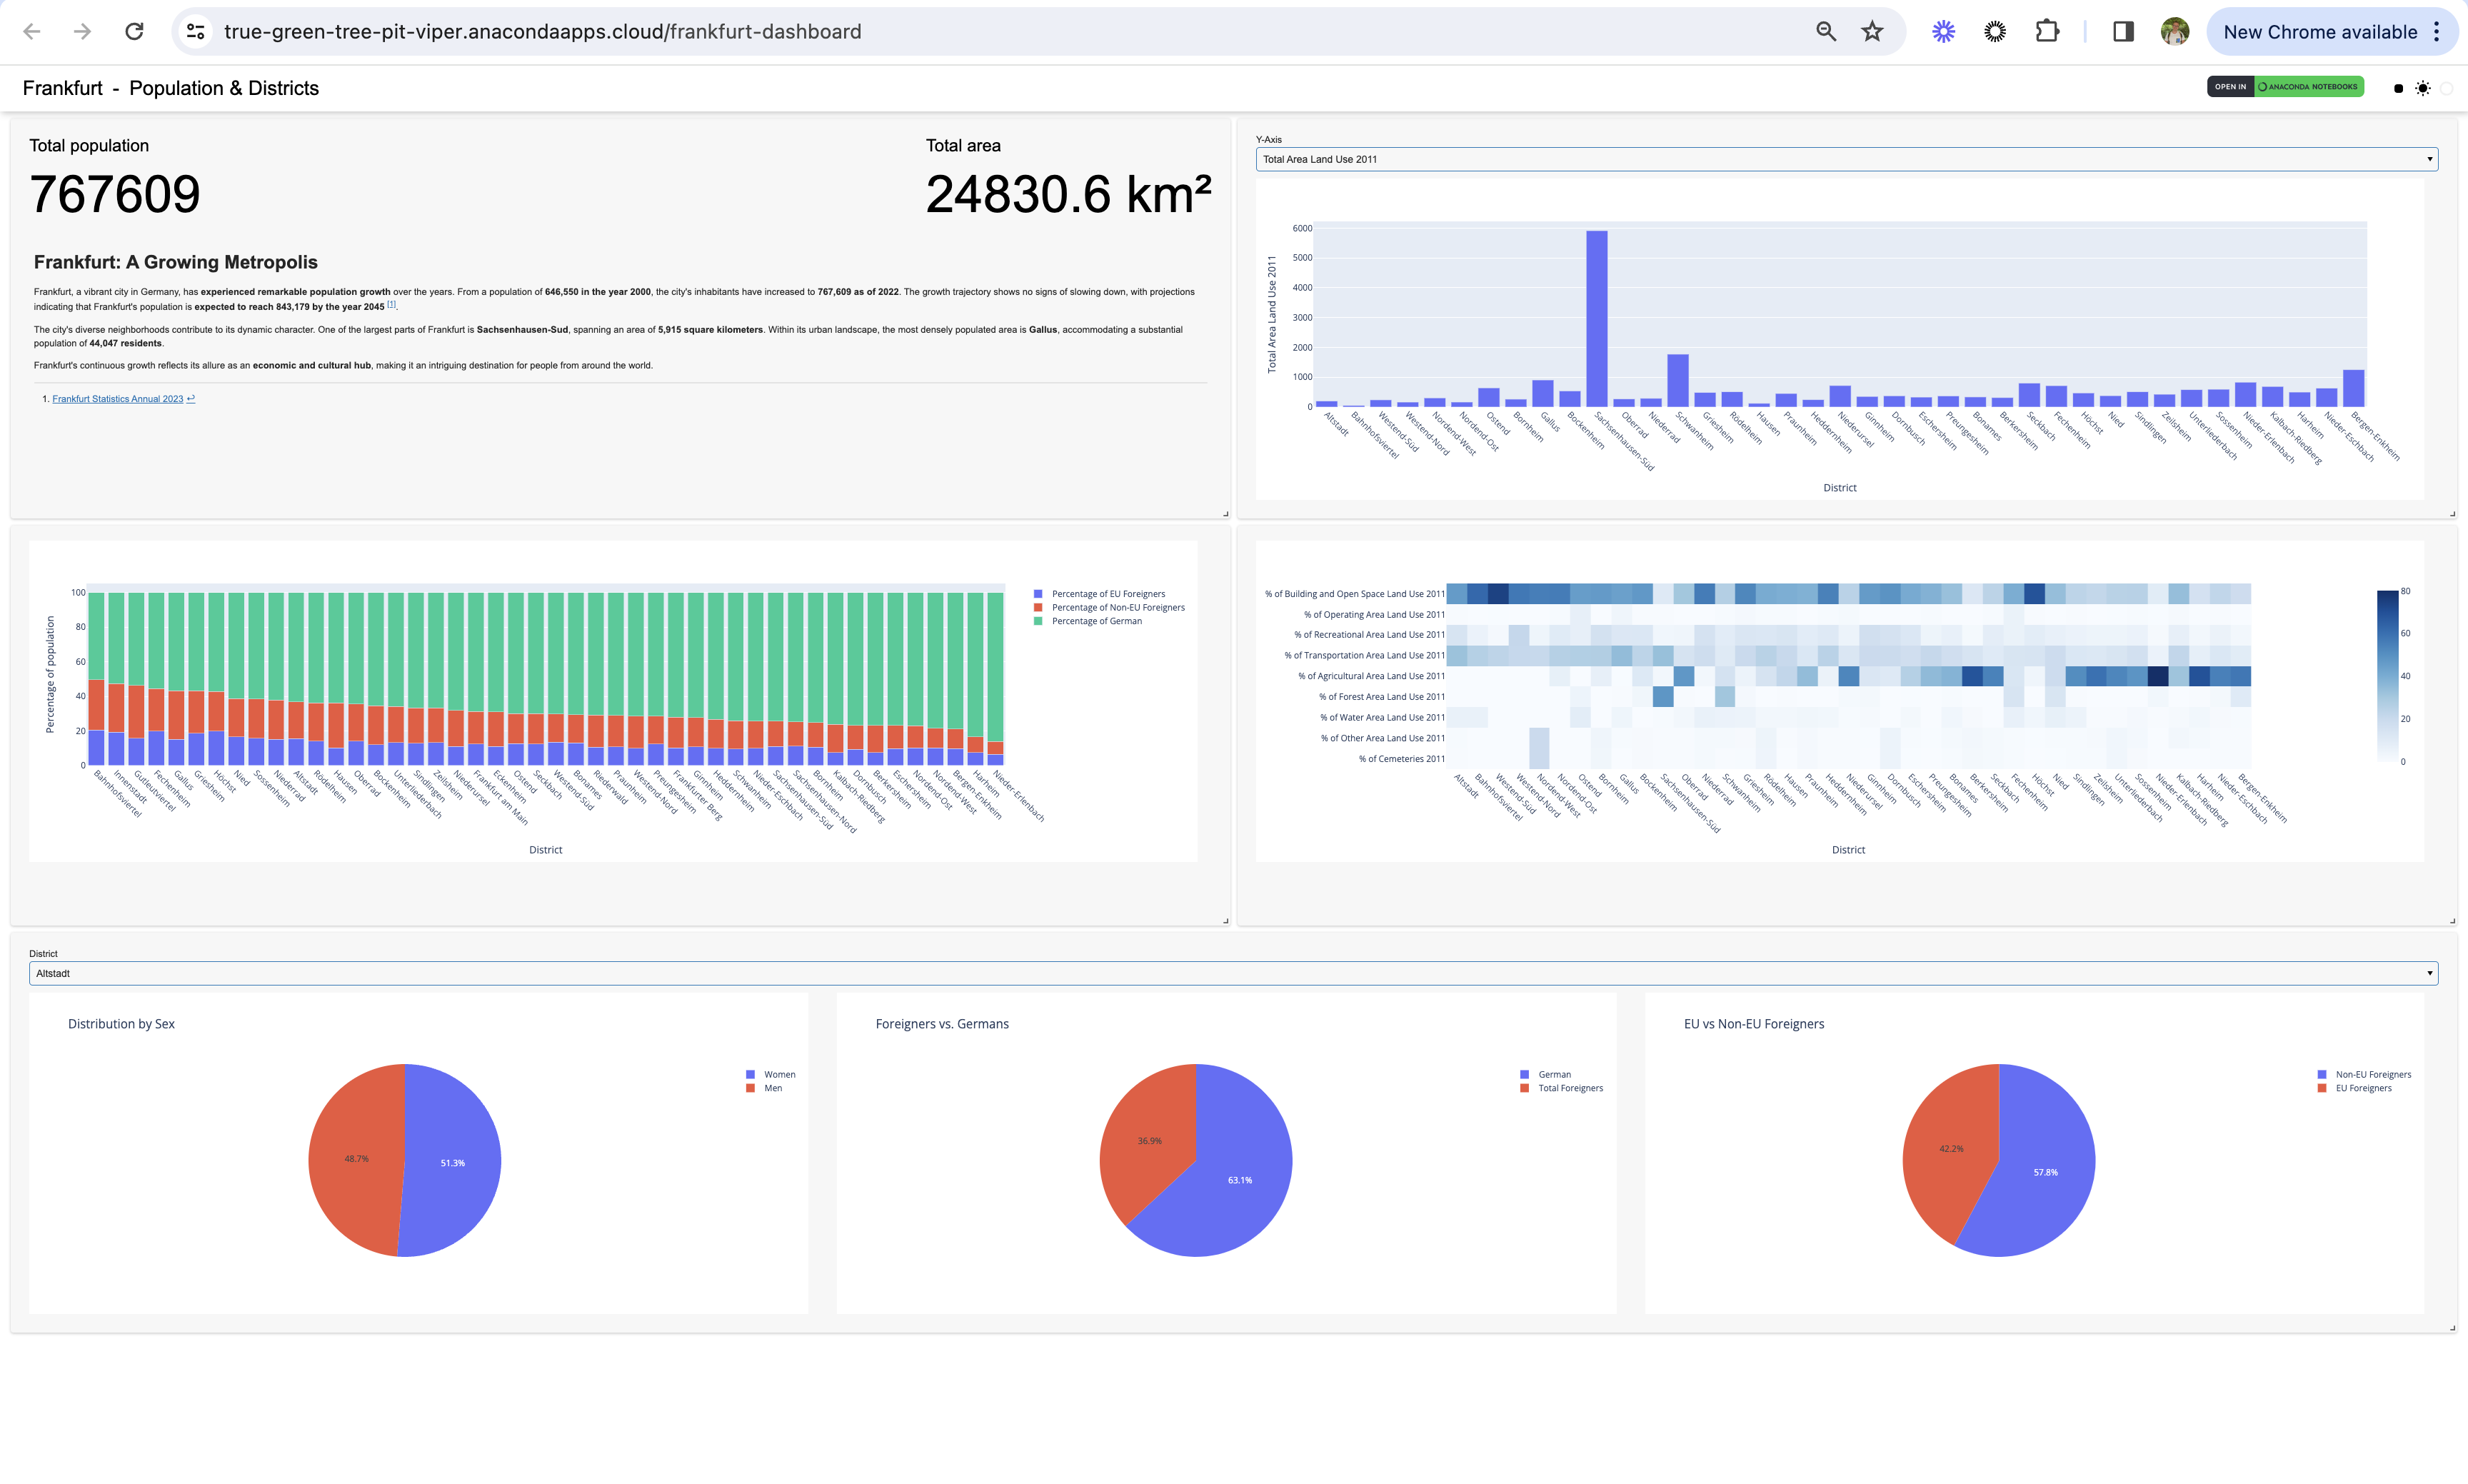 true-green-tree-pit-viper.anacondaapps.cloud/frankfurt-dashboard
New Chrome available
Frankfurt - Population & Districts
OPEN IN ANACONDA NOTEBOOKS
Total population
767609
Total area
24830.6 km²
Frankfurt: A Growing Metropolis
Frankfurt, a vibrant city in Germany, has experienced remarkable population growth over the years. From a population of 646,550 in the year 2000, the city's inhabitants have increased to 767,609 as of 2022. The growth trajectory shows no signs of slowing down, with projections
indicating that Frankfurt's population is expected to reach 843,179 by the year 2045 [1].
The city's diverse neighborhoods contribute to its dynamic character. One of the largest parts of Frankfurt is Sachsenhausen-Sud, spanning an area of 5,915 square kilometers. Within its urban landscape, the most densely populated area is Gallus, accommodating a substantial
population of 44,047 residents.
Frankfurt's continuous growth reflects its allure as an economic and cultural hub, making it an intriguing destination for people from around the world.
1. Frankfurt Statistics Annual 2023 ↩
Y-Axis
Total Area Land Use 2011
Total Area Land Use 2011
6000
5000
4000
3000
2000
1000
0
Altstadt
Bahnhofsviertel
Westend-Süd
Westend-Nord
Nordend-West
Nordend-Ost
Ostend
Bornheim
Gallus
Bockenheim
Sachsenhausen-Süd
Oberrad
Niederrad
Schwanheim
Griesheim
Rödelheim
Hausen
Praunheim
Heddernheim
Niederursel
Ginnheim
Dornbusch
Eschersheim
Preungesheim
Bonames
Berkersheim
Seckbach
Fechenheim
Höchst
Nied
Sindlingen
Zeilsheim
Unterliederbach
Sossenheim
Nieder-Erlenbach
Kalbach-Riedberg
Harheim
Nieder-Eschbach
Bergen-Enkheim
District
Percentage of population
100
80
60
40
20
0
Bahnhofsviertel
Innenstadt
Gutleutviertel
Fechenheim
Gallus
Griesheim
Höchst
Nied
Sossenheim
Niederrad
Altstadt
Rödelheim
Hausen
Oberrad
Bockenheim
Unterliederbach
Sindlingen
Zeilsheim
Niederursel
Frankfurt am Main
Eckenheim
Ostend
Seckbach
Westend-Süd
Bonames
Riederwald
Praunheim
Westend-Nord
Preungesheim
Frankfurter Berg
Ginnheim
Heddernheim
Schwanheim
Nieder-Eschbach
Sachsenhausen-Süd
Sachsenhausen-Nord
Bornheim
Kalbach-Riedberg
Dornbusch
Berkersheim
Eschersheim
Nordend-Ost
Nordend-West
Bergen-Enkheim
Harheim
Nieder-Erlenbach
District
Percentage of EU Foreigners
Percentage of Non-EU Foreigners
Percentage of German
% of Building and Open Space Land Use 2011
% of Operating Area Land Use 2011
% of Recreational Area Land Use 2011
% of Transportation Area Land Use 2011
% of Agricultural Area Land Use 2011
% of Forest Area Land Use 2011
% of Water Area Land Use 2011
% of Other Area Land Use 2011
% of Cemeteries 2011
Altstadt
Bahnhofsviertel
Westend-Süd
Westend-Nord
Nordend-West
Nordend-Ost
Ostend
Bornheim
Gallus
Bockenheim
Sachsenhausen-Süd
Oberrad
Niederrad
Schwanheim
Griesheim
Rödelheim
Hausen
Praunheim
Heddernheim
Niederursel
Ginnheim
Dornbusch
Eschersheim
Preungesheim
Bonames
Berkersheim
Seckbach
Fechenheim
Höchst
Nied
Sindlingen
Zeilsheim
Unterliederbach
Sossenheim
Nieder-Erlenbach
Kalbach-Riedberg
Harheim
Nieder-Eschbach
Bergen-Enkheim
District
80
60
40
20
0
District
Altstadt
Distribution by Sex
48.7%
51.3%
Women
Men
Foreigners vs. Germans
36.9%
63.1%
German
Total Foreigners
EU vs Non-EU Foreigners
42.2%
57.8%
Non-EU Foreigners
EU Foreigners